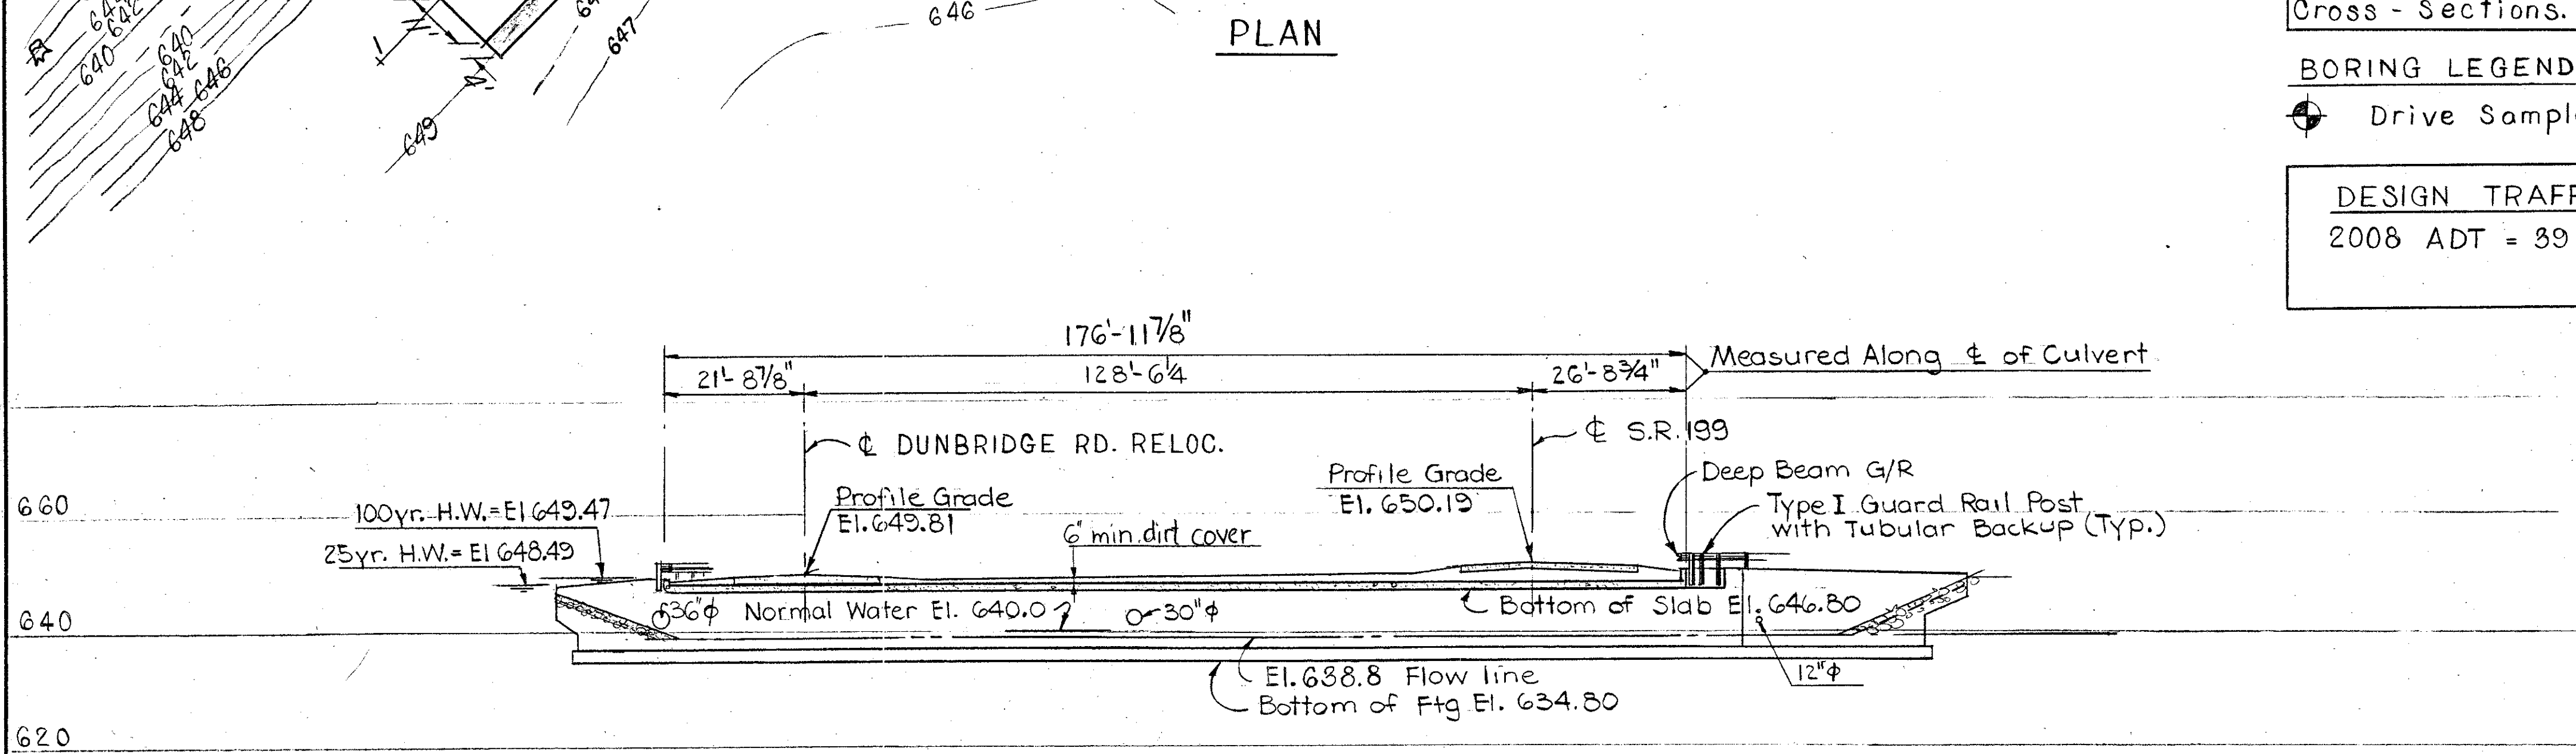 646
PLAN
Cross - Sections.
BORING LEGEND
Drive Sampl
DESIGN TRAFF
2008 ADT = 39
640
640
642
644
646
648
649
647
176'-11 7/8"
21'-8 7/8"
128'-6 1/4
26'-8 3/4"
Measured Along ℄ of Culvert
℄ DUNBRIDGE RD. RELOC.
℄ S.R. 199
Profile Grade
El. 649.81
Profile Grade
El. 650.19
Deep Beam G/R
Type I Guard Rail Post
with Tubular Backup (Typ.)
660
100yr. H.W.=El 649.47
25yr. H.W.= El 648.49
6" min. dirt cover
36"φ
Normal Water El. 640.0
30"φ
Bottom of Slab El. 646.80
640
El. 638.8 Flow line
Bottom of Ftg El. 634.80
12"φ
620